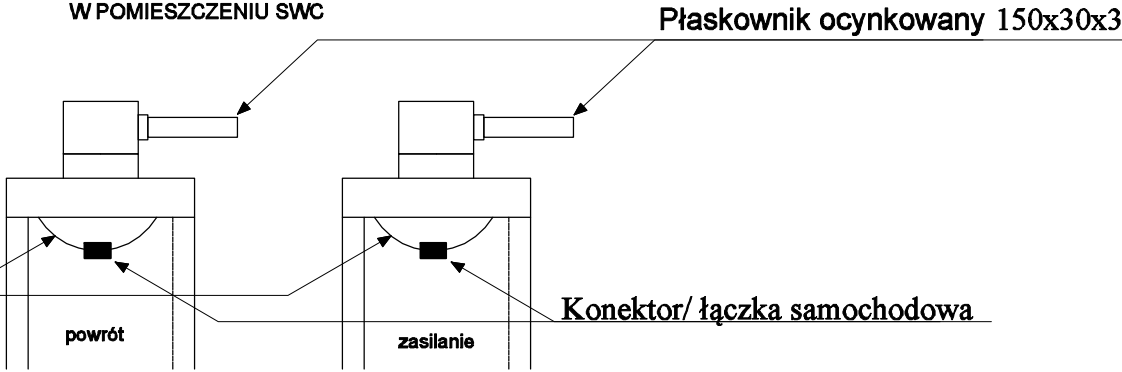 W POMIESZCZENIU SWC
Płaskownik ocynkowany 150x30x3
Konektor/ łączka samochodowa
powrót
zasilanie